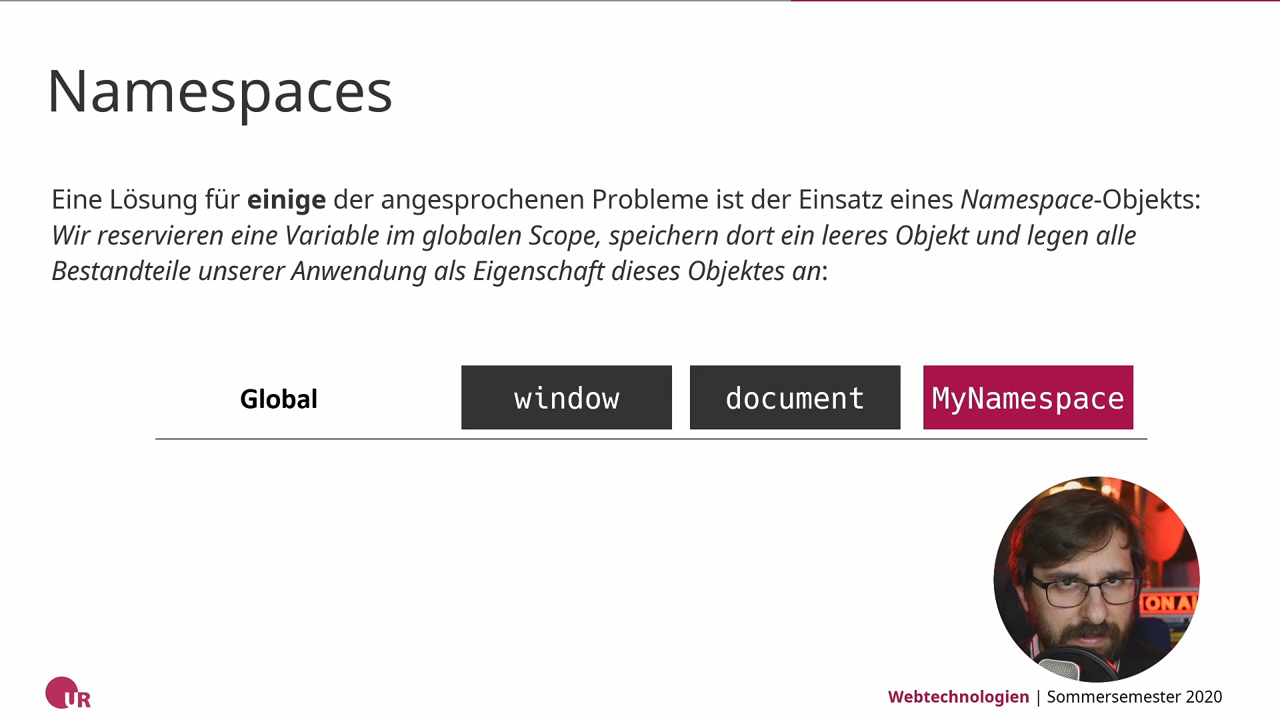 Namespaces
Eine Lösung für einige der angesprochenen Probleme ist der Einsatz eines Namespace-Objekts:
Wir reservieren eine Variable im globalen Scope, speichern dort ein leeres Objekt und legen alle
Bestandteile unserer Anwendung als Eigenschaft dieses Objektes an:
Global window document MyNamespace
ON AI
UR
Webtechnologien | Sommersemester 2020